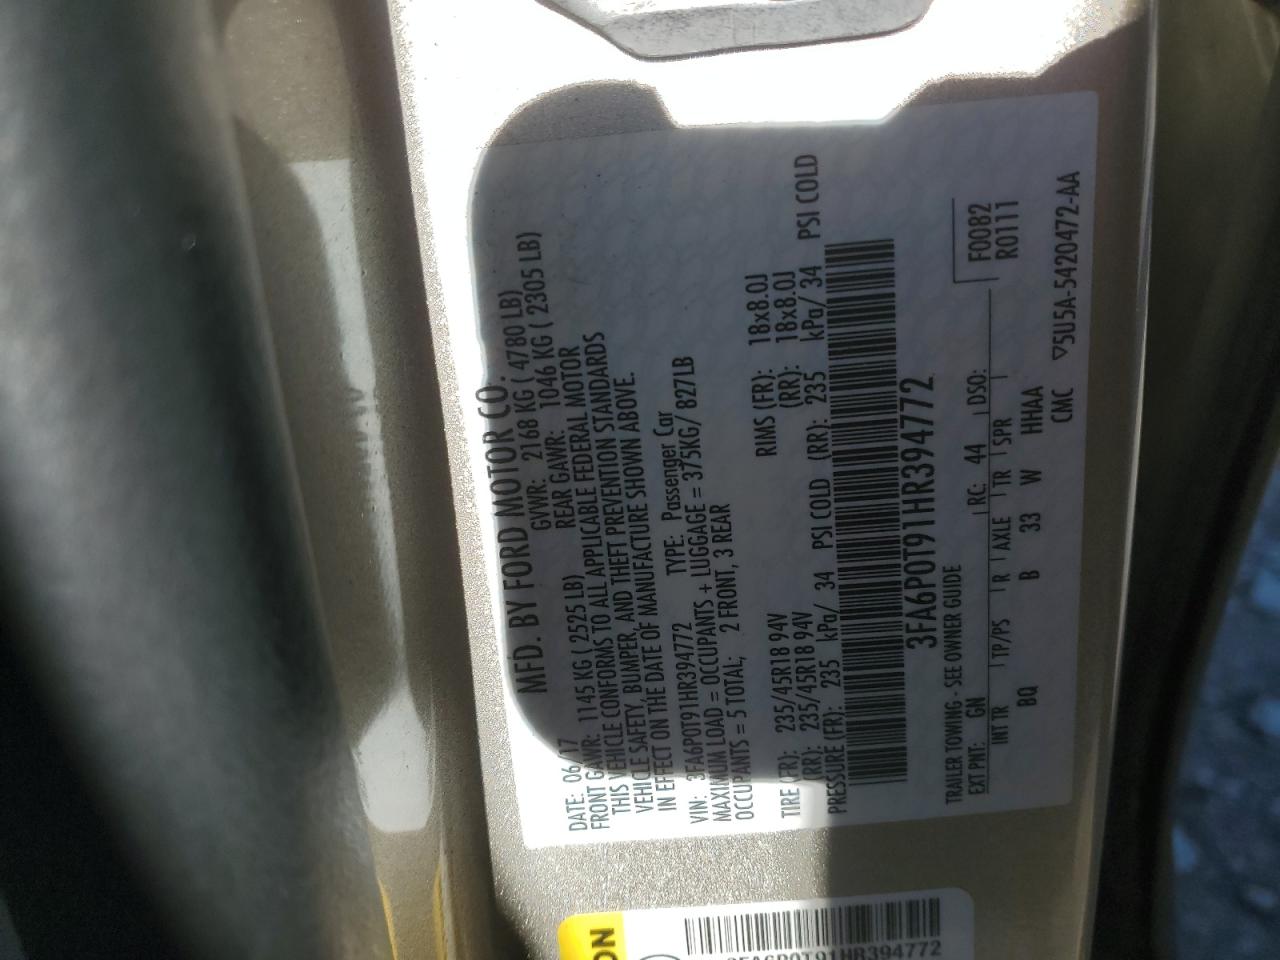 MFD. BY FORD MOTOR CO.
DATE: 06/17 GVWR: 2168 KG ( 4780 LB)
FRONT GAWR: 1145 KG ( 2525 LB) REAR GAWR: 1046 KG ( 2305 LB)
THIS VEHICLE CONFORMS TO ALL APPLICABLE FEDERAL MOTOR
VEHICLE SAFETY, BUMPER, AND THEFT PREVENTION STANDARDS
IN EFFECT ON THE DATE OF MANUFACTURE SHOWN ABOVE.
VIN: 3FA6P0T91HR394772 TYPE: Passenger Car
MAXIMUM LOAD = OCCUPANTS + LUGGAGE = 375KG/ 827LB
OCCUPANTS = 5 TOTAL; 2 FRONT, 3 REAR
TIRE (FR): 235/45R18 94V RIMS (FR): 18x8.0J
(RR): 235/45R18 94V (RR): 18x8.0J
PRESSURE (FR): 235 kPa/ 34 PSI COLD (RR): 235 kPa/ 34 PSI COLD
3FA6P0T91HR394772
TRAILER TOWING - SEE OWNER GUIDE
EXT PNT: GN RC: 44 DSO: F0082
INT TR TP/PS R AXLE TR SPR R0111
BQ B 33 W HHAA
CMC ▽5U5A-5420472-AA
ON
3FA6P0T91HR394772